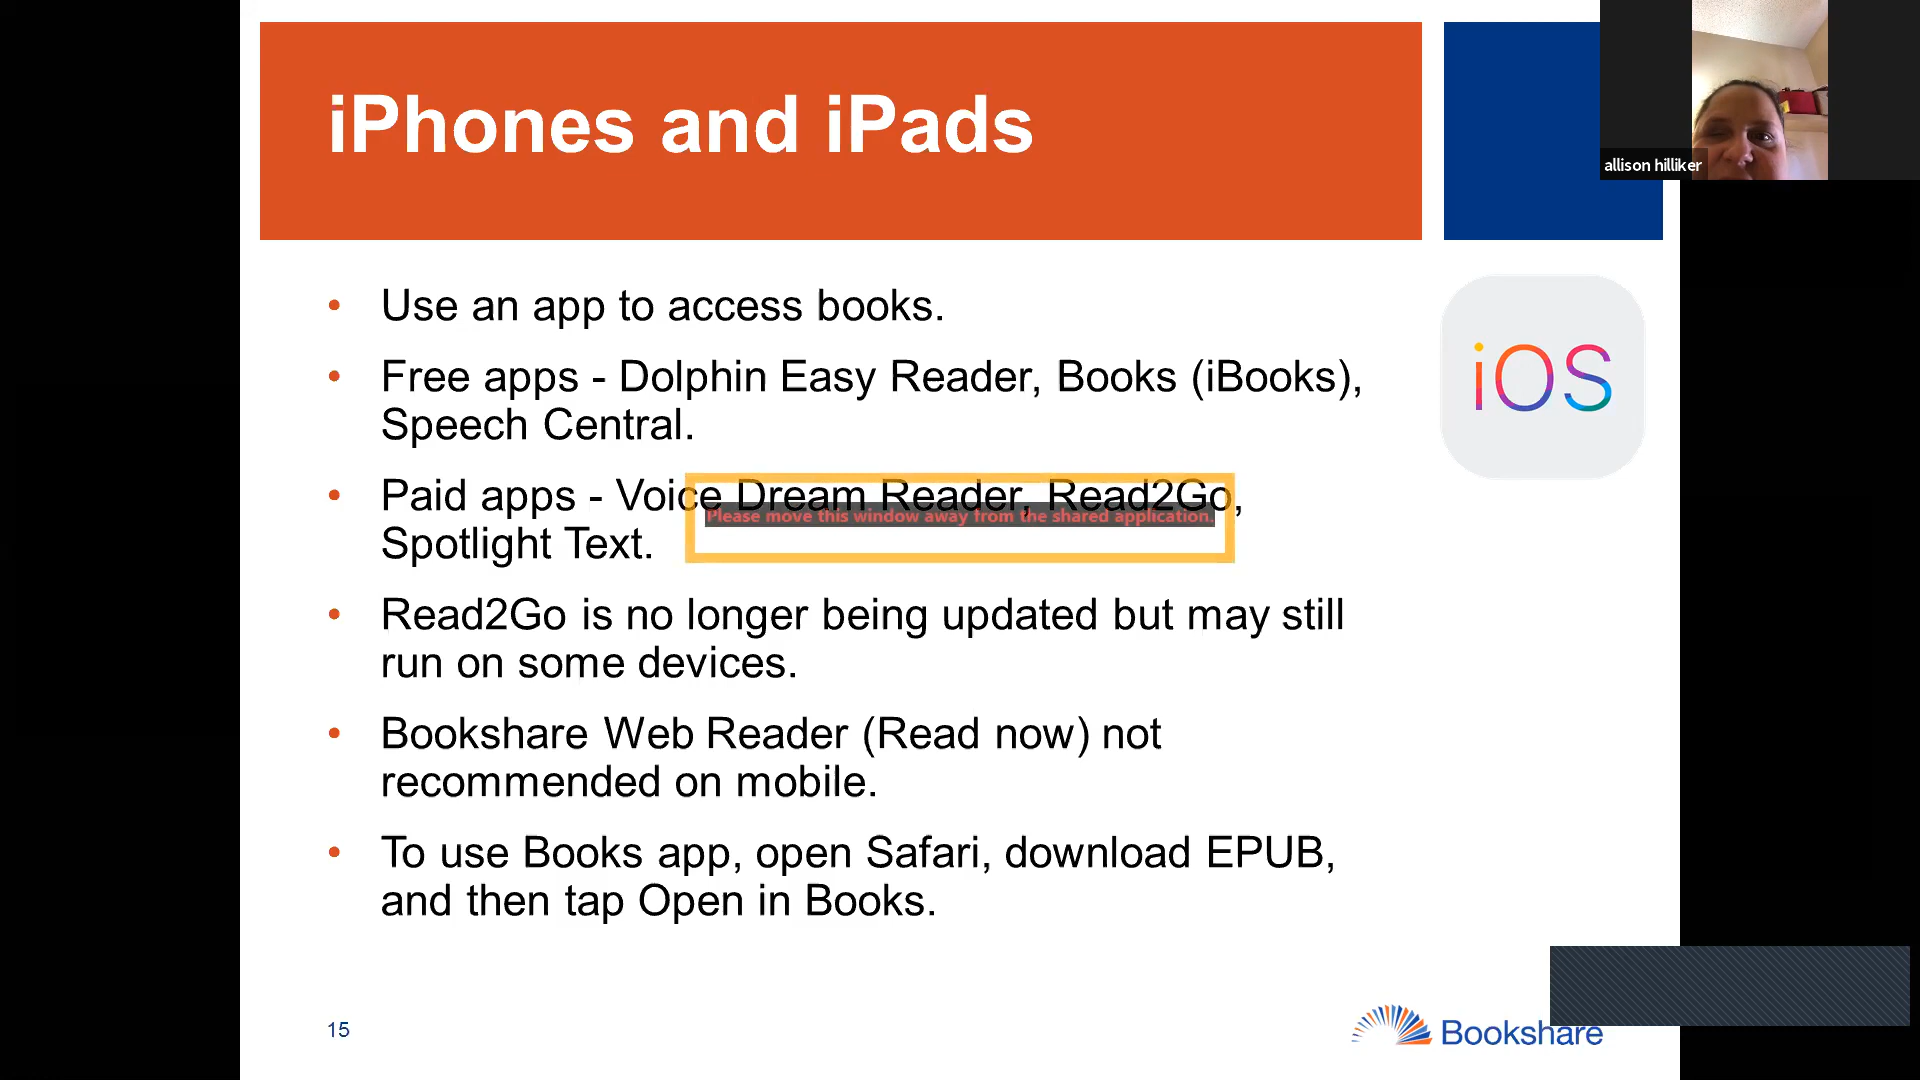 iPhones and iPads
allison hilliker
• Use an app to access books.
• Free apps - Dolphin Easy Reader, Books (iBooks),
Speech Central.
iOS
• Paid apps - Voice Dream Reader, Read2Go,
Please move this window away from the shared application.
Spotlight Text.
• Read2Go is no longer being updated but may still
run on some devices.
• Bookshare Web Reader (Read now) not
recommended on mobile.
• To use Books app, open Safari, download EPUB,
and then tap Open in Books.
15
Bookshare